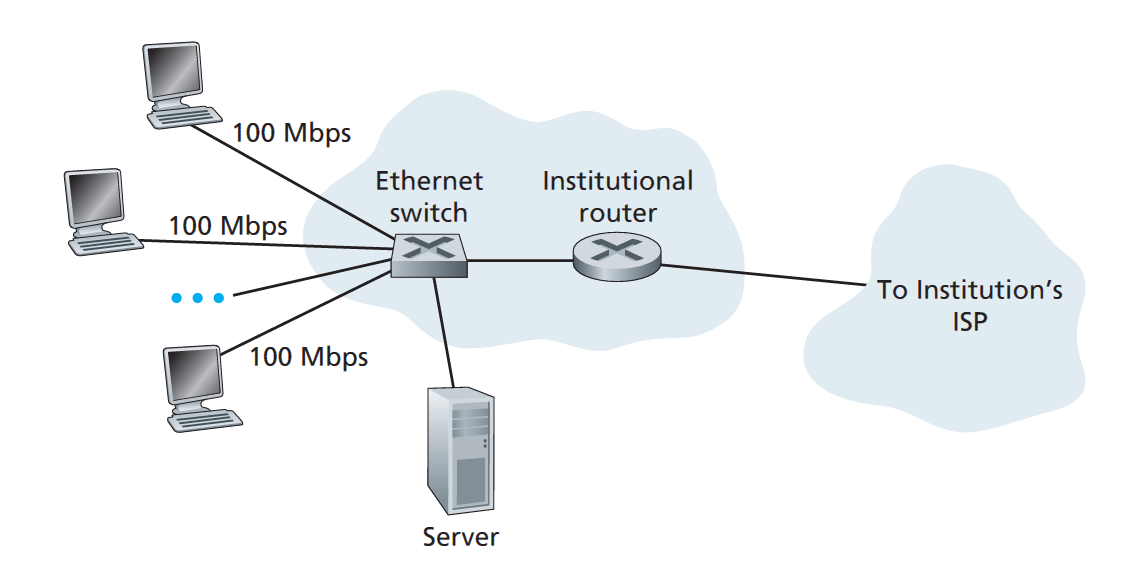 100 Mbps
Ethernet
switch
Institutional
router
100 Mbps
To Institution's
ISP
100 Mbps
Server